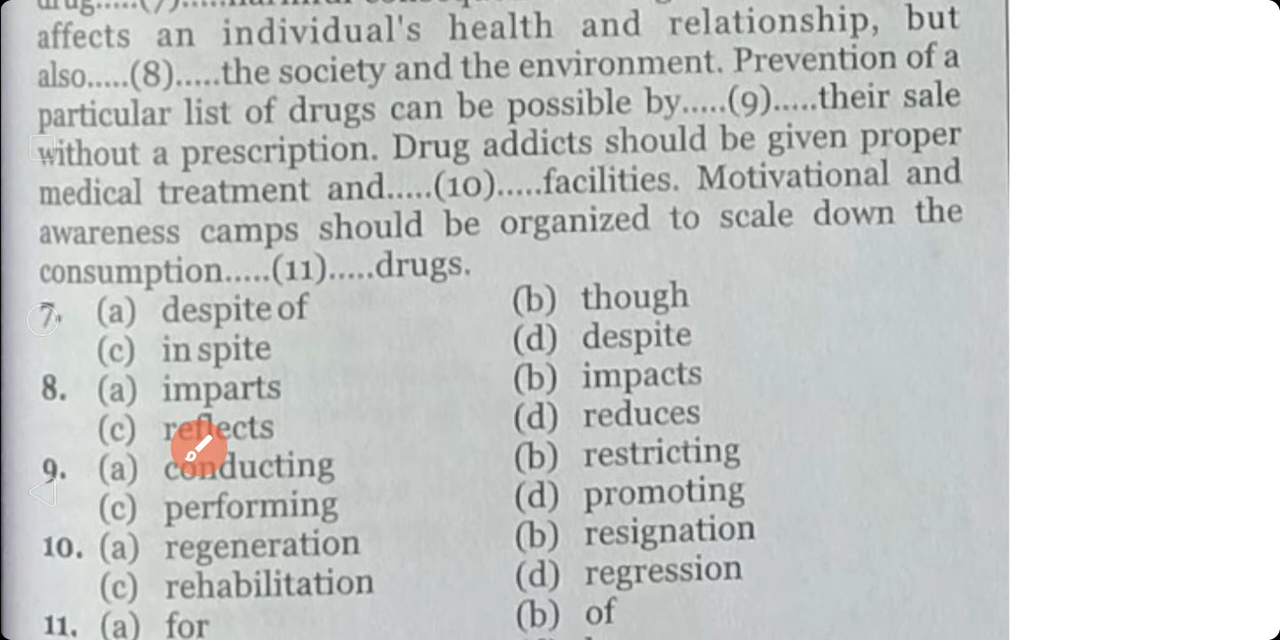 affects an individual's health and relationship, but
also.....(8).....the society and the environment. Prevention of a
particular list of drugs can be possible by.....(9).....their sale
without a prescription. Drug addicts should be given proper
medical treatment and.....(10).....facilities. Motivational and
awareness camps should be organized to scale down the
consumption.....(11).....drugs.
7. (a) despite of (b) though
(c) in spite (d) despite
8. (a) imparts (b) impacts
(c) reflects (d) reduces
9. (a) conducting (b) restricting
(c) performing (d) promoting
10. (a) regeneration (b) resignation
(c) rehabilitation (d) regression
11. (a) for (b) of